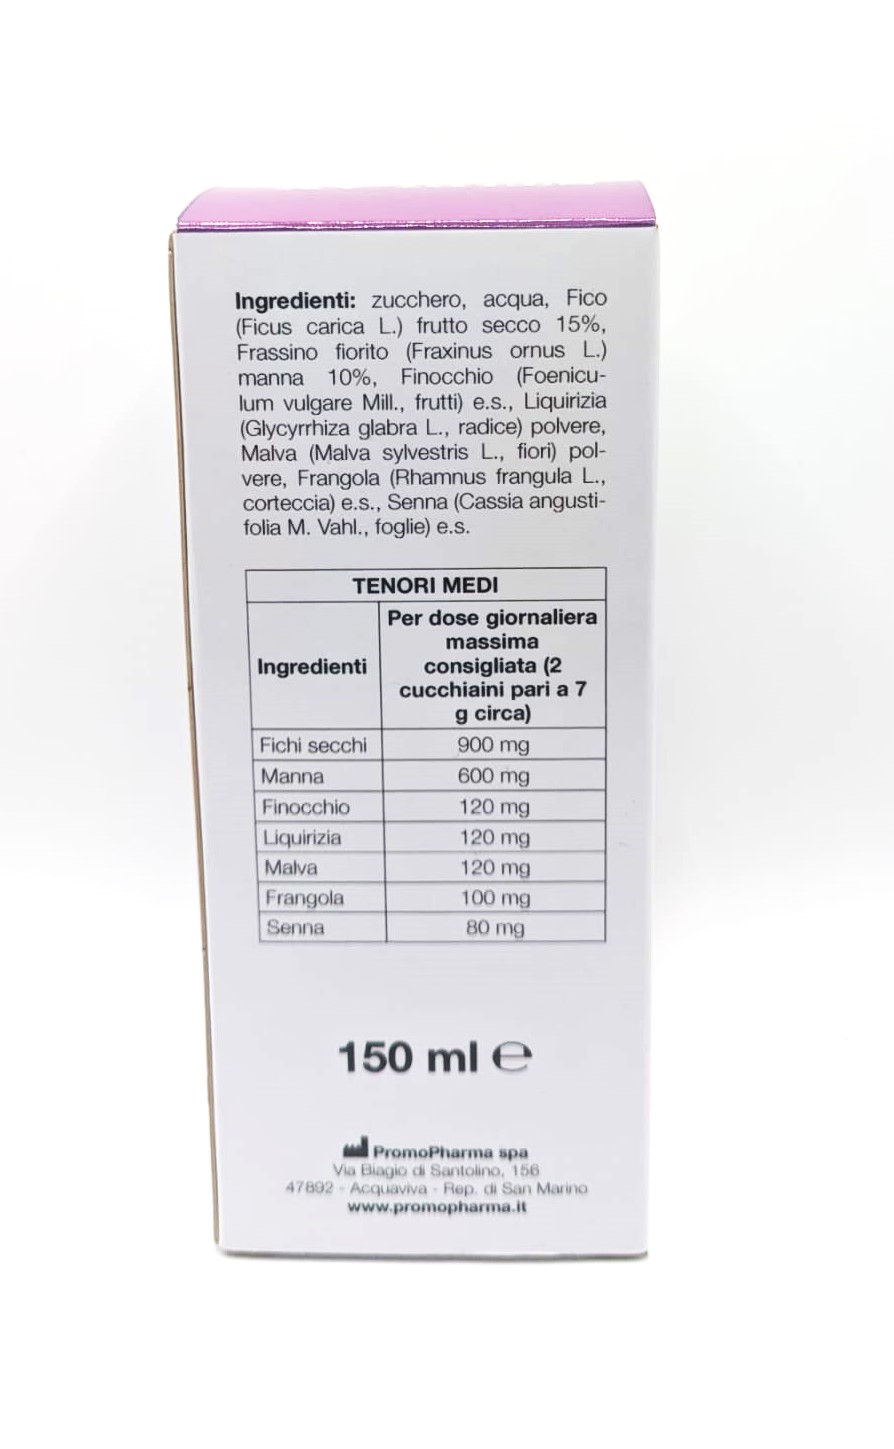 Ingredienti: zucchero, acqua, Fico
(Ficus carica L.) frutto secco 15%,
Frassino fiorito (Fraxinus ornus L.)
manna 10%, Finocchio (Foenicu-
lum vulgare Mill., frutti) e.s., Liquirizia
(Glycyrrhiza glabra L., radice) polvere,
Malva (Malva sylvestris L., fiori) pol-
vere, Frangola (Rhamnus frangula L.,
corteccia) e.s., Senna (Cassia angusti-
folia M. Vahl., foglie) e.s.
TENORI MEDI
Ingredienti
Per dose giornaliera
massima
consigliata (2
cucchiaini pari a 7
g circa)
Fichi secchi 900 mg
Manna 600 mg
Finocchio 120 mg
Liquirizia 120 mg
Malva 120 mg
Frangola 100 mg
Senna 80 mg
150 ml ℮
PromoPharma spa
Via Biagio di Santolino, 156
47892 - Acquaviva - Rep. di San Marino
www.promopharma.it